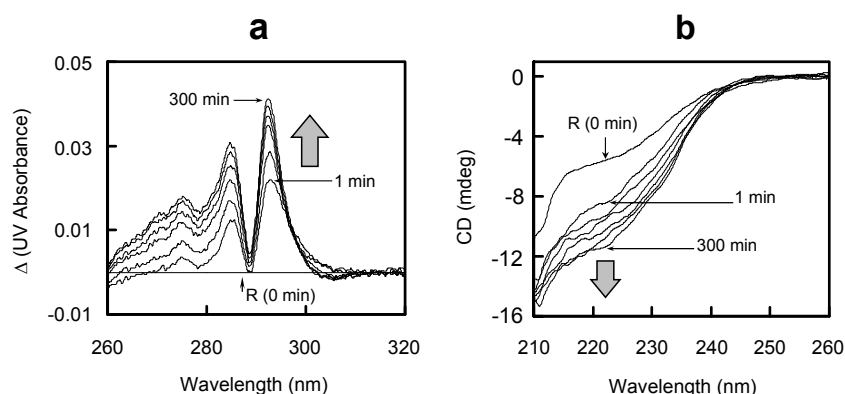 a
0.05
0.03
0.01
-0.01
Δ (UV Absorbance)
300 min
1 min
R (0 min)
260 280 300 320
Wavelength (nm)
b
0
-4
-8
-12
-16
CD (mdeg)
R (0 min)
1 min
300 min
210 220 230 240 250 260
Wavelength (nm)